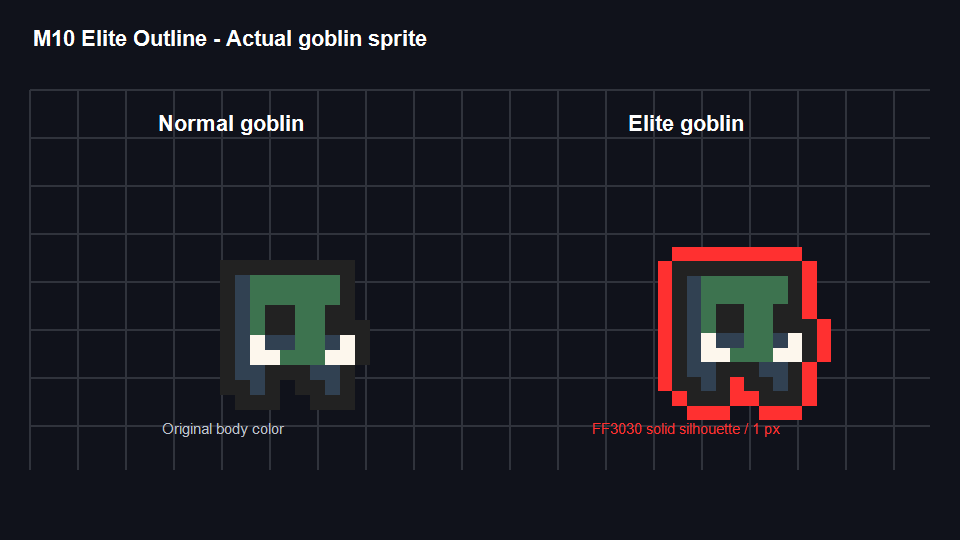 M10 Elite Outline - Actual goblin sprite
Normal goblin
Elite goblin
Original body color
FF3030 solid silhouette / 1 px